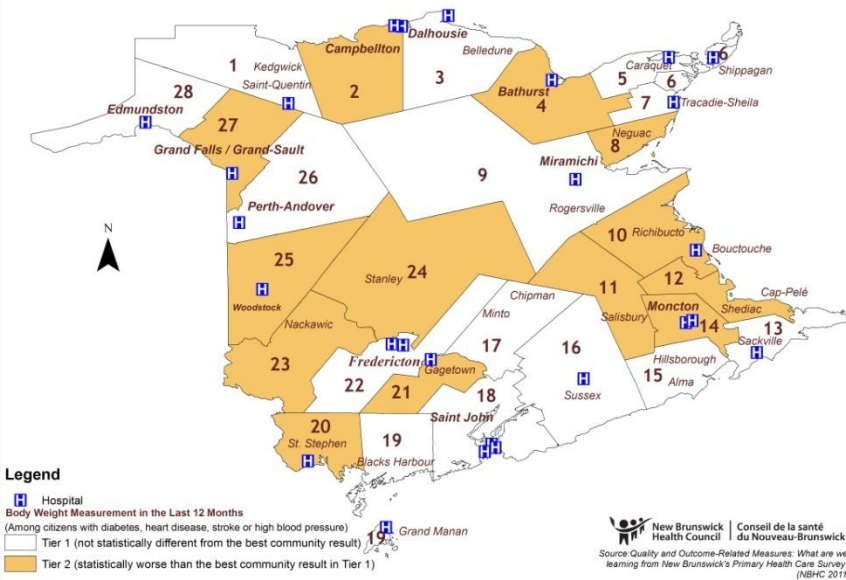 Dalhousie
Campbellton
Belledune
1
Kedgwick
Saint-Quentin
2
3
6
Caraquet
Shippagan
5
6
28
Bathurst
4
7
Tracadie-Sheila
Edmundston
27
Neguac
8
Grand Falls / Grand-Sault
Miramichi
9
26
Rogersville
Perth-Andover
N
10
Richibucto
25
Bouctouche
24
Stanley
11
12
Woodstock
Cap-Pelé
Chipman
Moncton
Shediac
Nackawic
Minto
Salisbury
14
13
Sackville
17
16
Fredericton
Hillsborough
23
Gagetown
15
Alma
22
21
18
Sussex
Saint John
20
St. Stephen
19
Blacks Harbour
Legend
H Hospital
Body Weight Measurement in the Last 12 Months
(Among citizens with diabetes, heart disease, stroke or high blood pressure)
Tier 1 (not statistically different from the best community result)
Tier 2 (statistically worse than the best community result in Tier 1)
19
Grand Manan
New Brunswick Health Council
Conseil de la santé du Nouveau-Brunswick
Source:Quality and Outcome-Related Measures: What are we
learning from New Brunswick's Primary Health Care Survey
(NBHC 2011